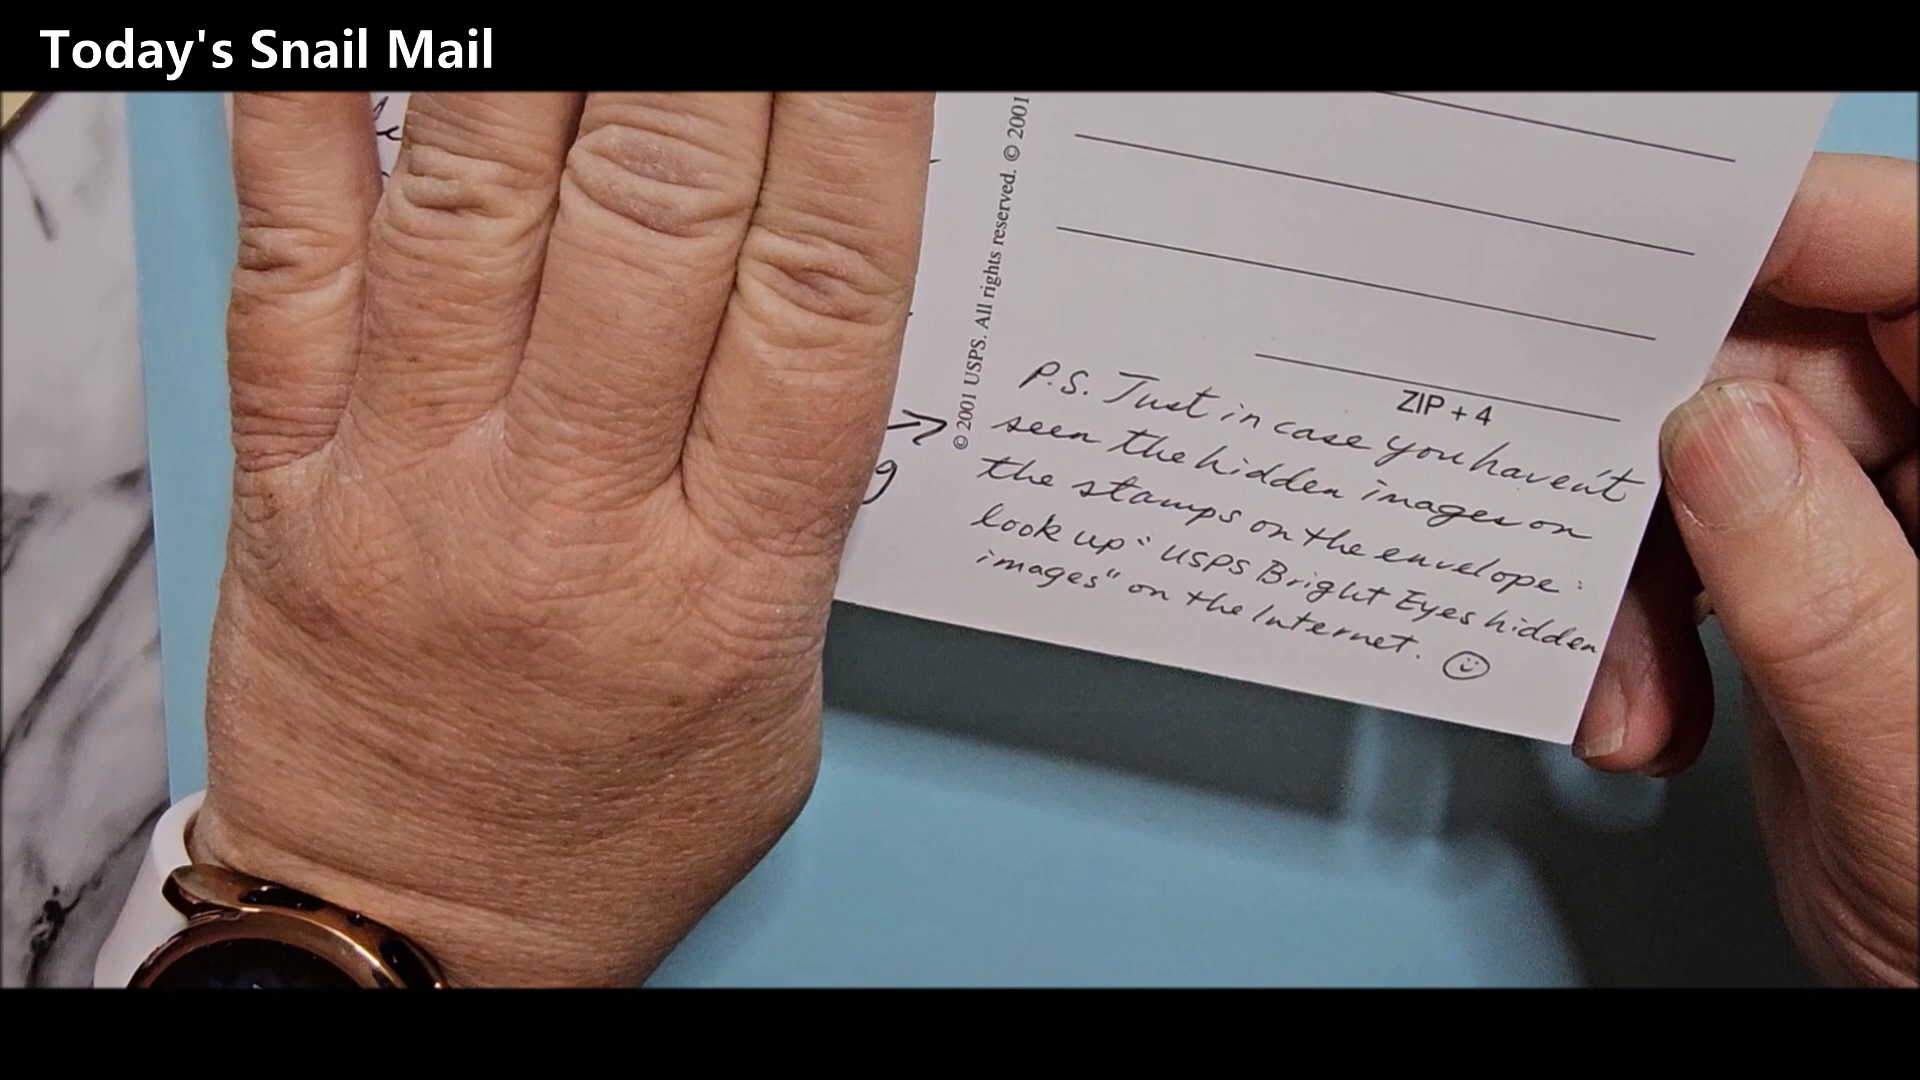 Today's Snail Mail
© 2001 USPS. All rights reserved. © 2001
ZIP + 4
P.S. Just in case you haven't
seen the hidden images on
the stamps on the envelope:
look up "USPS Bright Eyes hidden
images" on the Internet. ☺